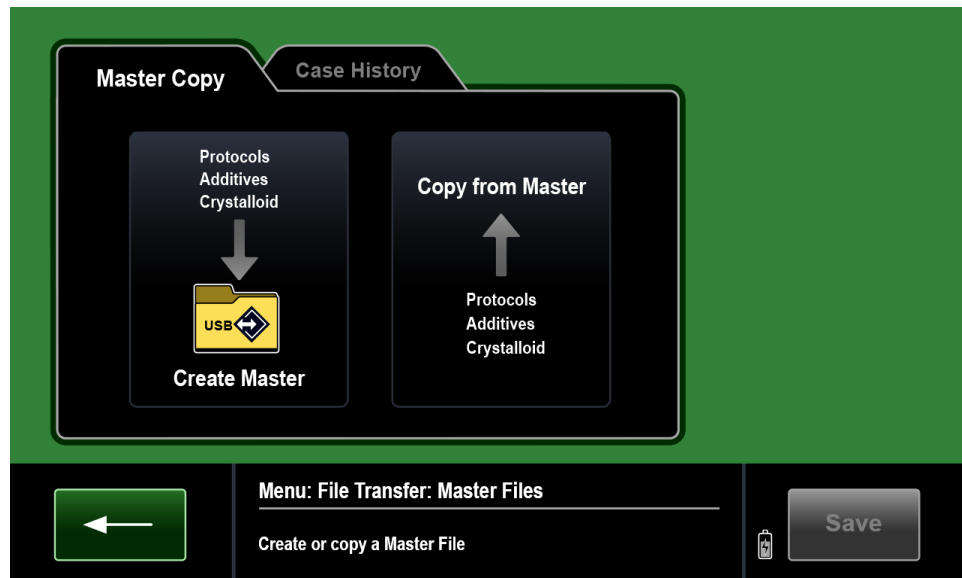 Master Copy
Case History
Protocols
Additives
Crystalloid
USB
Create Master
Copy from Master
Protocols
Additives
Crystalloid
Menu: File Transfer: Master Files
Create or copy a Master File
Save